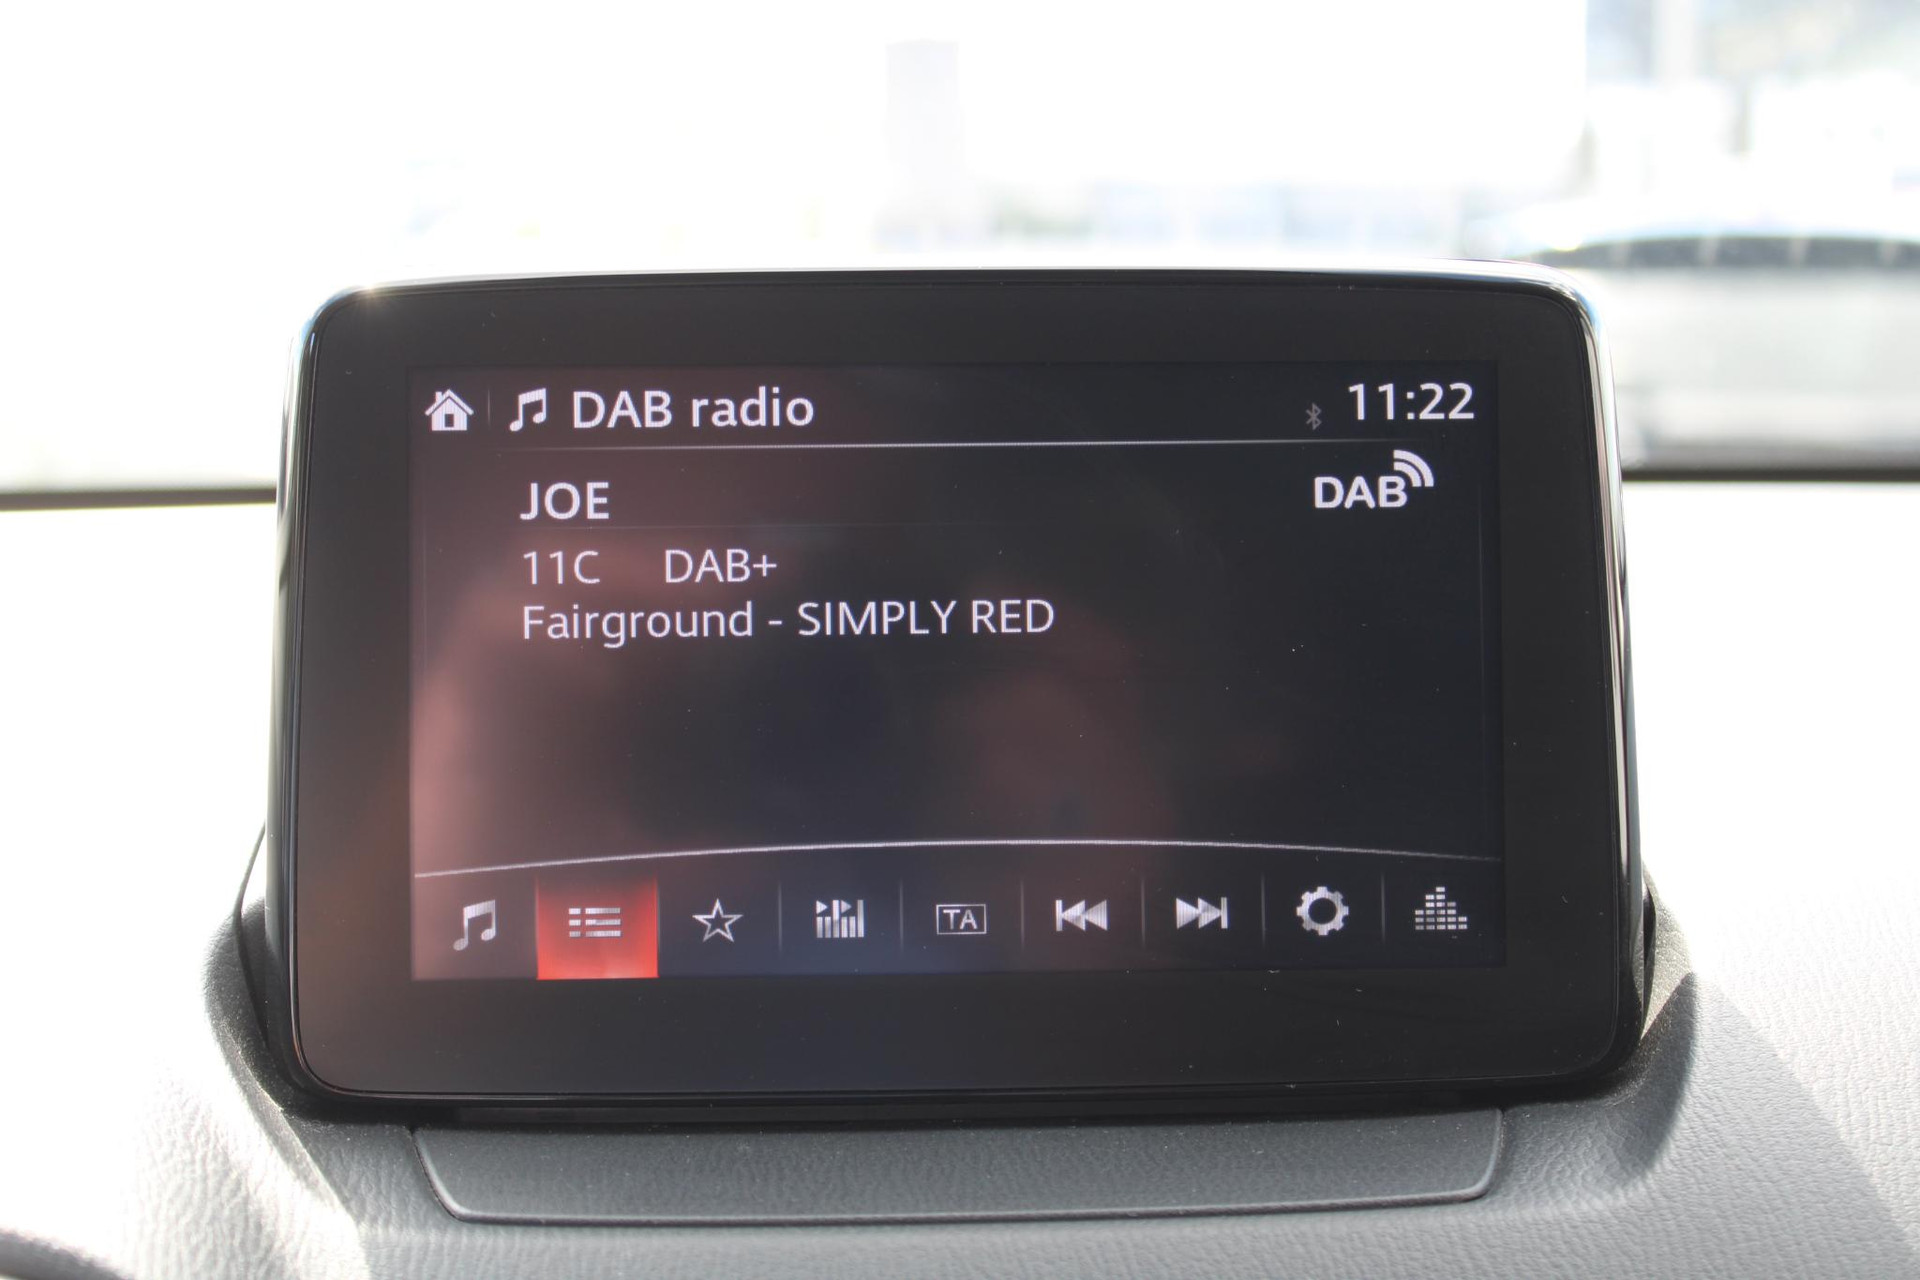 DAB radio 11:22
JOE DAB
11C DAB+
Fairground - SIMPLY RED
TA